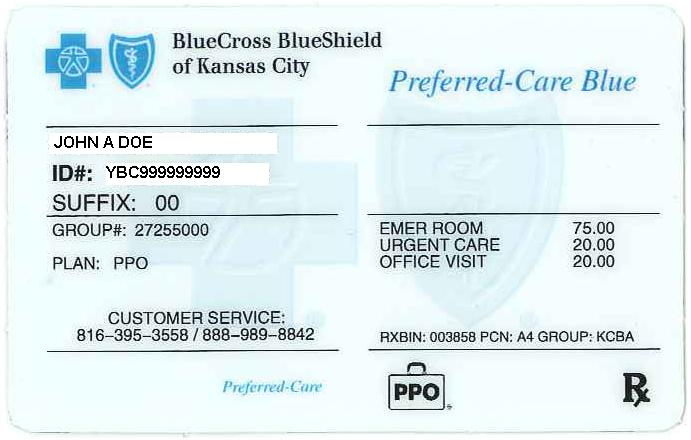 BlueCross BlueShield
of Kansas City
Preferred-Care Blue
JOHN A DOE
ID#: YBC999999999
SUFFIX: 00
GROUP#: 27255000
PLAN: PPO
CUSTOMER SERVICE:
816-395-3558 / 888-989-8842
Preferred-Care
EMER ROOM 75.00
URGENT CARE 20.00
OFFICE VISIT 20.00
RXBIN: 003858 PCN: A4 GROUP: KCBA
PPO
Rx